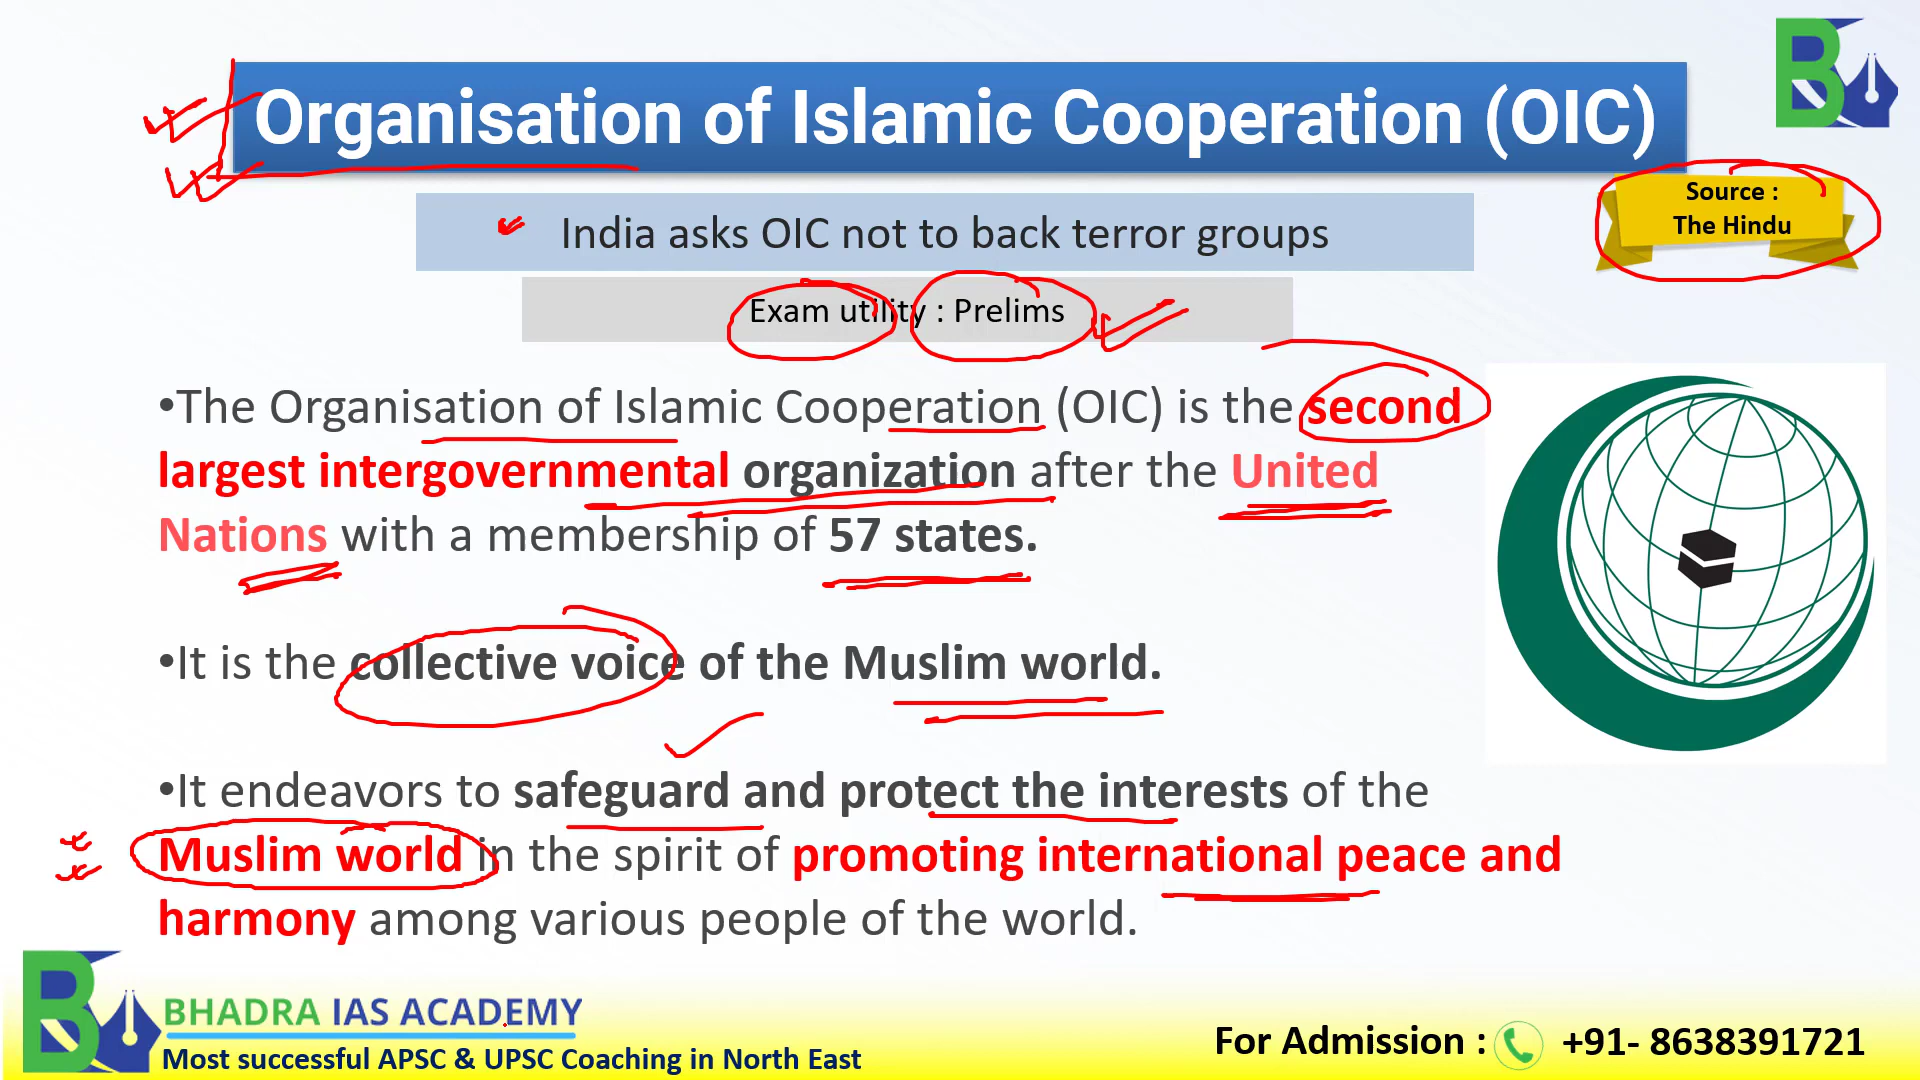 Organisation of Islamic Cooperation (OIC)
Source :
The Hindu
India asks OIC not to back terror groups
Exam utility : Prelims
•The Organisation of Islamic Cooperation (OIC) is the second
largest intergovernmental organization after the United
Nations with a membership of 57 states.
•It is the collective voice of the Muslim world.
•It endeavors to safeguard and protect the interests of the
Muslim world in the spirit of promoting international peace and
harmony among various people of the world.
BHADRA IAS ACADEMY
Most successful APSC & UPSC Coaching in North East
For Admission : +91- 8638391721